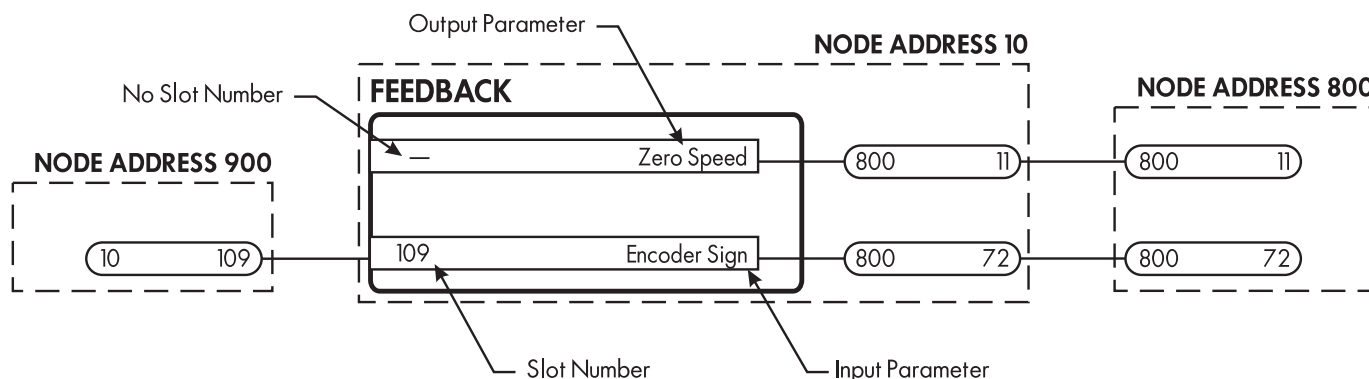 Output Parameter
NODE ADDRESS 10
No Slot Number
FEEDBACK
NODE ADDRESS 800
NODE ADDRESS 900
— Zero Speed
800 11
800 11
10 109
109 Encoder Sign
800 72
800 72
Slot Number
Input Parameter